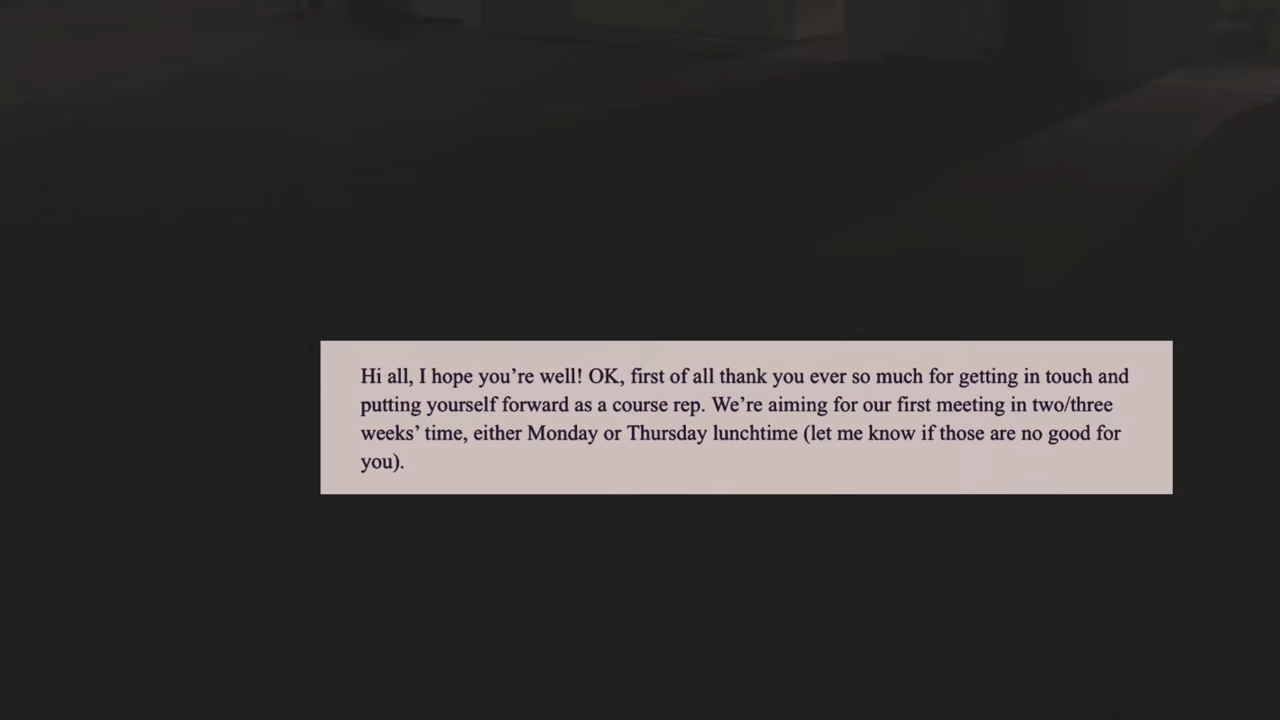 Hi all, I hope you’re well! OK, first of all thank you ever so much for getting in touch and
putting yourself forward as a course rep. We’re aiming for our first meeting in two/three
weeks’ time, either Monday or Thursday lunchtime (let me know if those are no good for
you).